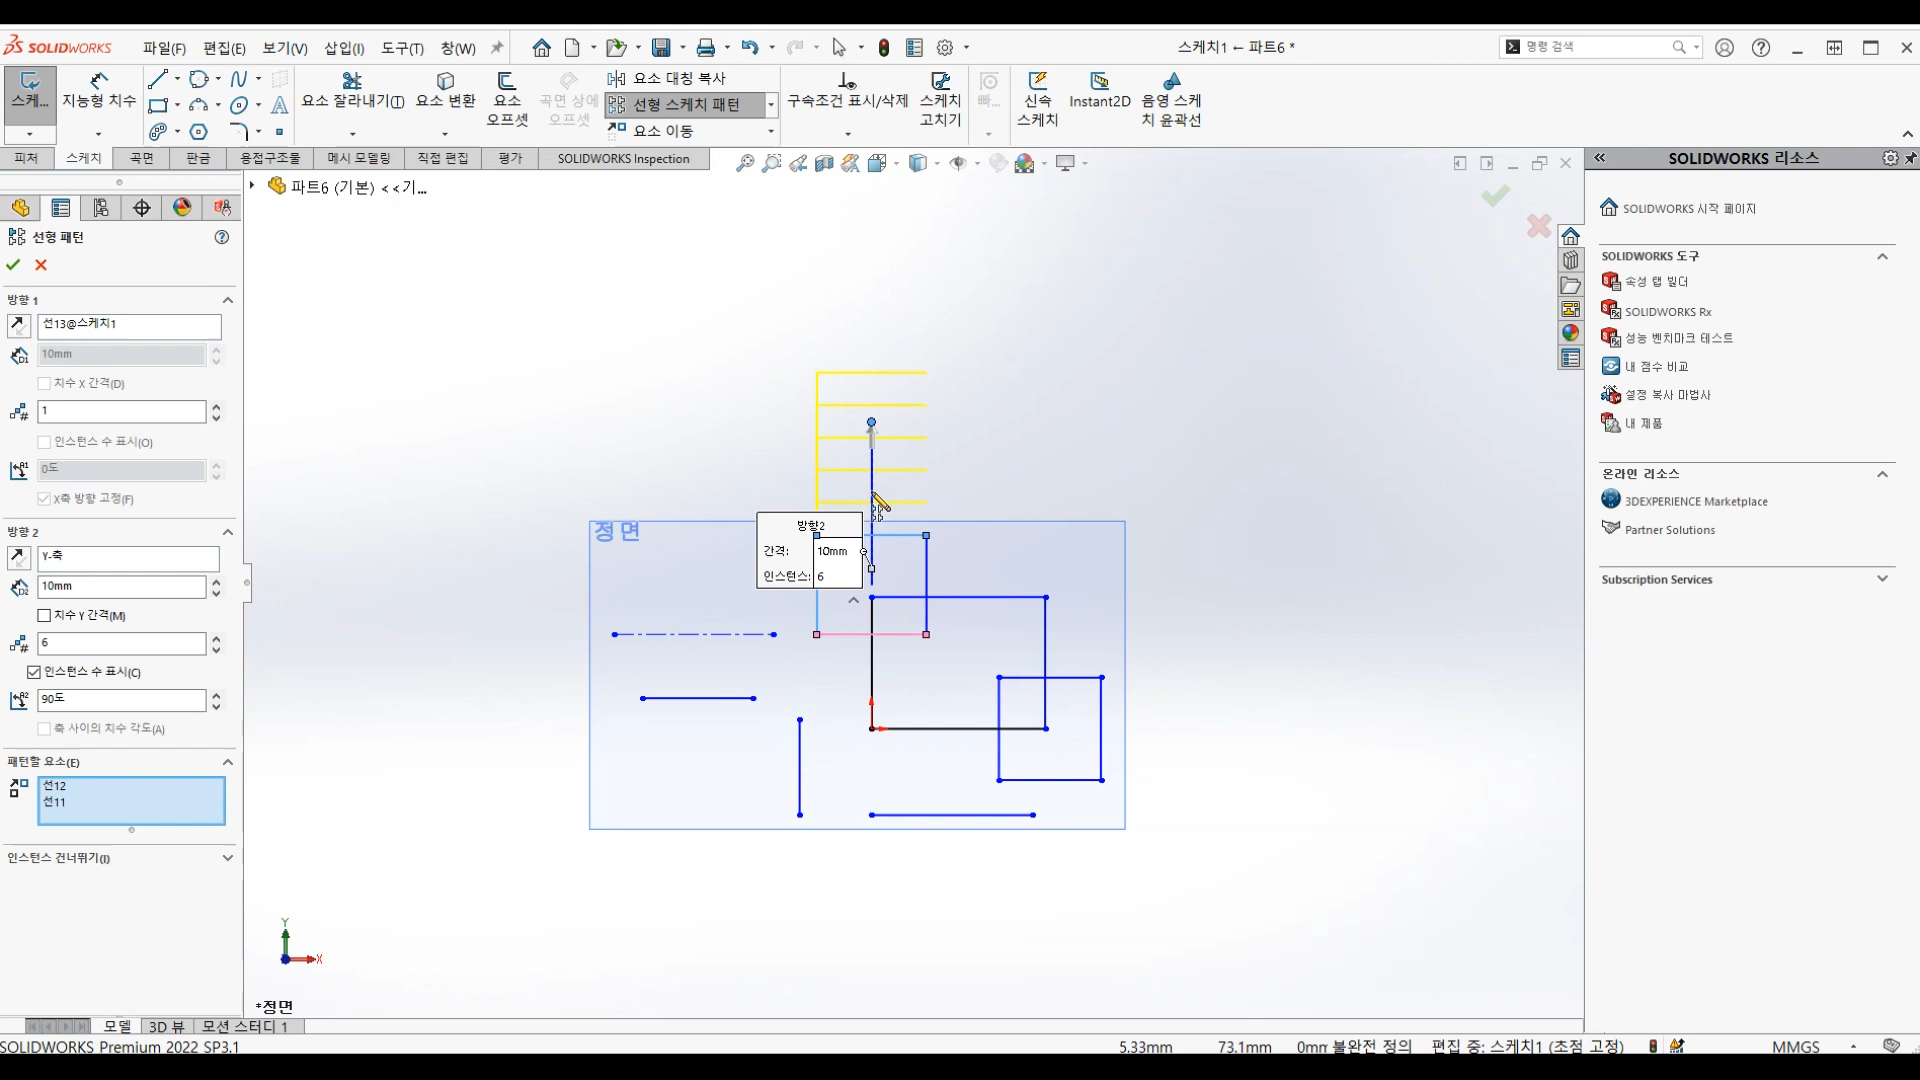 SOLIDWORKS 파일(F) 편집(E) 보기(V) 삽입(I) 도구(T) 창(W) 스케치1 ← 파트6 * 명령 검색
스케... 지능형 치수 요소 잘라내기(T) 요소 변환 요소 오프셋 곡면 상에 오프셋 요소 대칭 복사 선형 스케치 패턴 요소 이동 구속조건 표시/삭제 스케치 고치기 빠... 신속 스케치 Instant2D 음영 스케치 윤곽선
피처 스케치 곡면 판금 용접구조물 메시 모델링 직접 편집 평가 SOLIDWORKS Inspection
파트6 (기본) <<기...
선형 패턴
방향 1
선13@스케치1
10mm
치수 X 간격(D)
1
인스턴스 수 표시(O)
0도
X축 방향 고정(F)
방향 2
Y-축
10mm
치수 Y 간격(M)
6
인스턴스 수 표시(C)
90도
축 사이의 치수 각도(A)
패턴할 요소(E)
선12
선11
인스턴스 건너뛰기(I)
정면
방향2
간격: 10mm
인스턴스: 6
Y
X
*정면
SOLIDWORKS 리소스
SOLIDWORKS 시작 페이지
SOLIDWORKS 도구
속성 탭 빌더
SOLIDWORKS Rx
성능 벤치마크 테스트
내 점수 비교
설정 복사 마법사
내 제품
온라인 리소스
3DEXPERIENCE Marketplace
Partner Solutions
Subscription Services
모델 3D 뷰 모션 스터디 1
SOLIDWORKS Premium 2022 SP3.1 5.33mm 73.1mm 0mm 불완전 정의 편집 중: 스케치1 (초점 고정) MMGS